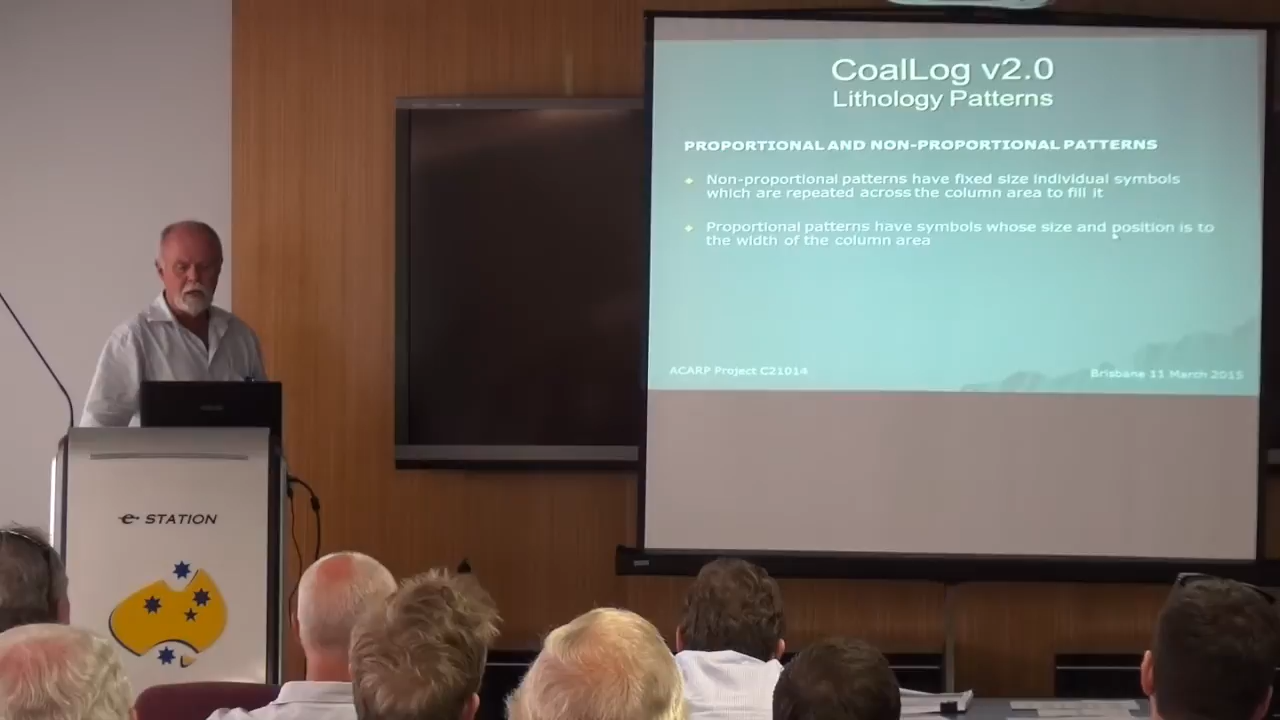 CoalLog v2.0
Lithology Patterns
PROPORTIONAL AND NON-PROPORTIONAL PATTERNS
Non-proportional patterns have fixed size individual symbols
which are repeated across the column area to fill it
Proportional patterns have symbols whose size and position is to
the width of the column area
ACARP Project C21014
Brisbane 11 March 2015
e-STATION